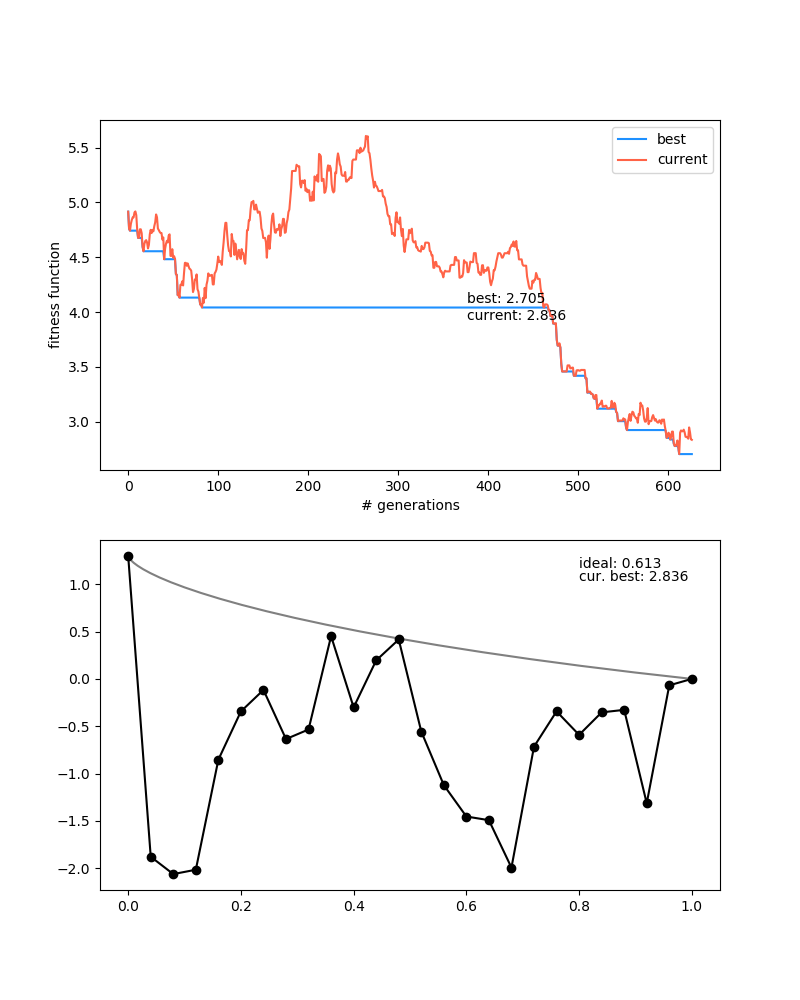 best
current
5.5
5.0
4.5
4.0
3.5
3.0
fitness function
best: 2.705
current: 2.836
0 100 200 300 400 500 600
# generations
ideal: 0.613
cur. best: 2.836
1.0
0.5
0.0
−0.5
−1.0
−1.5
−2.0
0.0 0.2 0.4 0.6 0.8 1.0